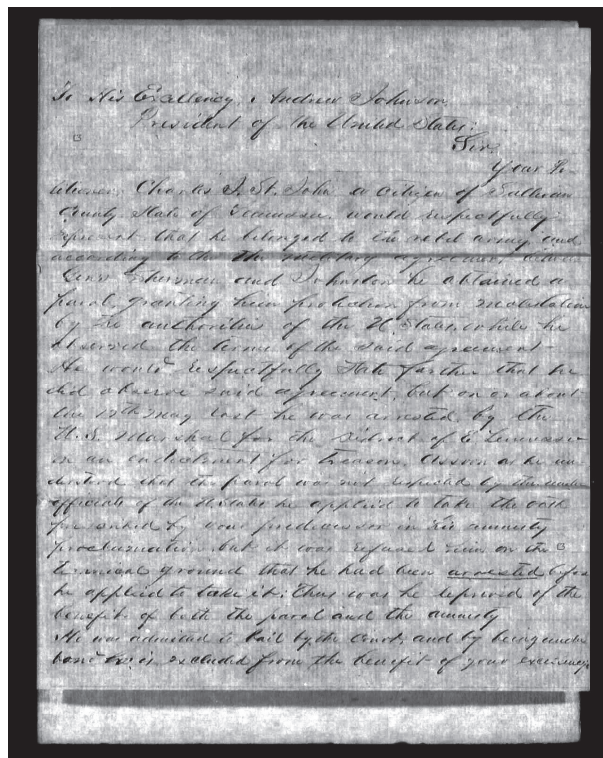 To His Excellency, Andrew Johnson
President of the United States:
Sir
Your Pe-
titioner, Charles J. St. John a citizen of Sullivan
County State of Tennessee would respectfully
represent that he belonged to the rebel army and
according to the the military agreement, between
Genls Sherman and Johnston he obtained a
parol, granting him protection from molestation
by the authorities of the U. States, while he
observed the terms of the said agreement -
He would respectfully State farther that he
did observe said agreement, but on or about
the 12th May last he was arrested by the
U.S. Marshal for the District of E Tennessee
on an indictment for treason. As soon as he un-
derstood that the parol was not respected by the
officials of the he applied to take the oath
prescribed by your predecessor in his amnesty
proclamation, but it was refused him on the
technical ground that he had been arrested before
he applied to take it; thus was he deprived of the
benefit of both the parol and the amnesty
He was admitted to bail by the Court, and by being under
bond is excluded from the benefit of your excellency's